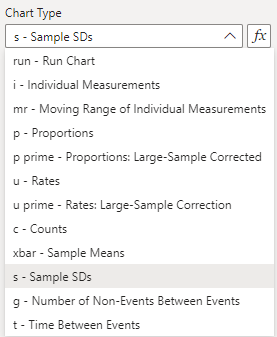 Chart Type
s - Sample SDs
fx
run - Run Chart
i - Individual Measurements
mr - Moving Range of Individual Measurements
p - Proportions
p prime - Proportions: Large-Sample Corrected
u - Rates
u prime - Rates: Large-Sample Correction
c - Counts
xbar - Sample Means
s - Sample SDs
g - Number of Non-Events Between Events
t - Time Between Events